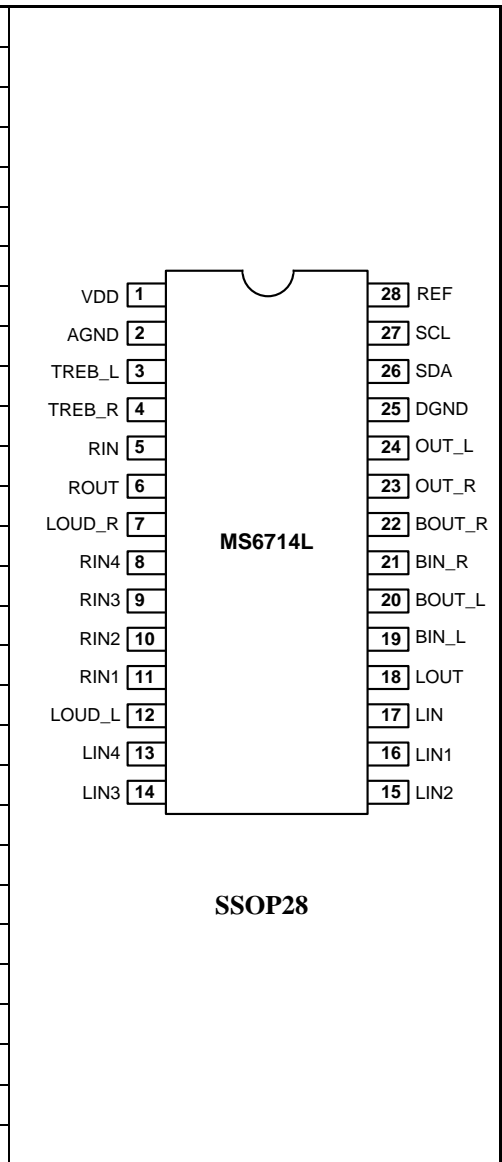 VDD 1 28 REF
AGND 2 27 SCL
TREB_L 3 26 SDA
TREB_R 4 25 DGND
RIN 5 24 OUT_L
ROUT 6 23 OUT_R
LOUD_R 7 22 BOUT_R
MS6714L
RIN4 8 21 BIN_R
RIN3 9 20 BOUT_L
RIN2 10 19 BIN_L
RIN1 11 18 LOUT
LOUD_L 12 17 LIN
LIN4 13 16 LIN1
LIN3 14 15 LIN2
SSOP28